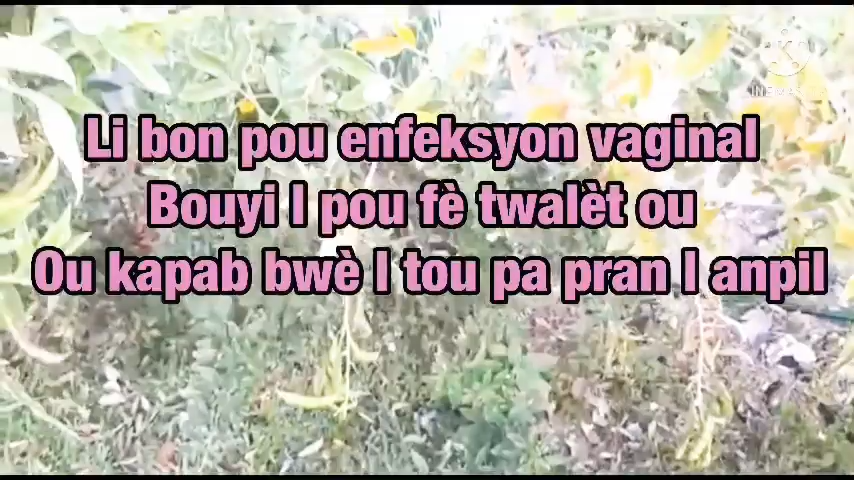 Li bon pou enfeksyon vaginal
Bouyi l pou fè twalèt ou
Ou kapab bwè l tou pa pran l anpil